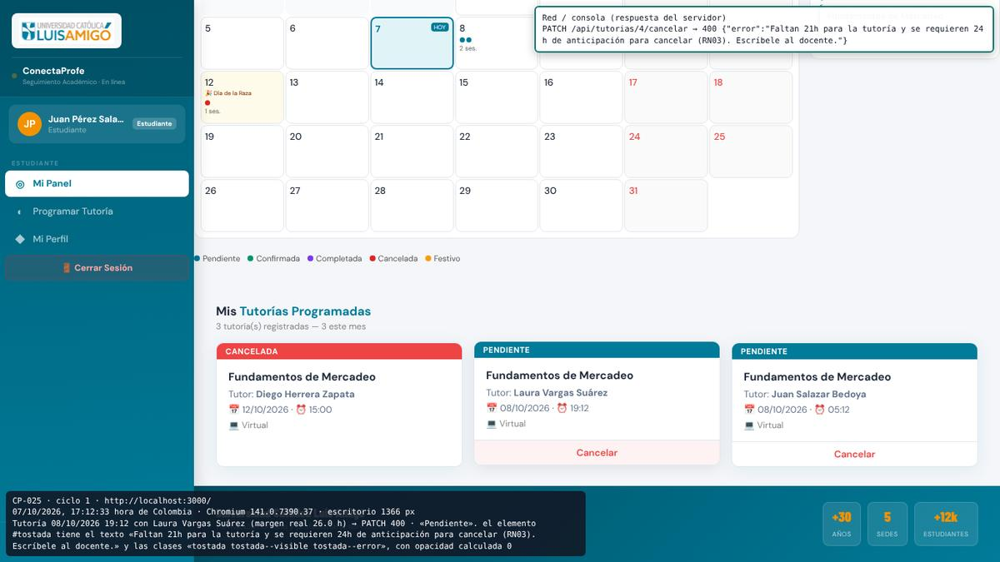 UNIVERSIDAD CATÓLICA
LUISAMIGO
ConectaProfe
Seguimiento Académico · En línea
JP
Juan Pérez Sala...
Estudiante
Estudiante
ESTUDIANTE
Mi Panel
Programar Tutoría
Mi Perfil
Cerrar Sesión
Red / consola (respuesta del servidor)
PATCH /api/tutorias/4/cancelar → 400 {"error":"Faltan 21h para la tutoría y se requieren 24
h de anticipación para cancelar (RN03). Escríbele al docente."}
5
6
7
HOY
8
2 ses.
12
Día de la Raza
1 ses.
13
14
15
16
17
18
19
20
21
22
23
24
25
26
27
28
29
30
31
Pendiente
Confirmada
Completada
Cancelada
Festivo
Mis Tutorías Programadas
3 tutoría(s) registradas — 3 este mes
CANCELADA
Fundamentos de Mercadeo
Tutor: Diego Herrera Zapata
12/10/2026 · 15:00
Virtual
PENDIENTE
Fundamentos de Mercadeo
Tutor: Laura Vargas Suárez
08/10/2026 · 19:12
Virtual
Cancelar
PENDIENTE
Fundamentos de Mercadeo
Tutor: Juan Salazar Bedoya
08/10/2026 · 05:12
Virtual
Cancelar
CP-025 · ciclo 1 · http://localhost:3000/
07/10/2026, 17:12:33 hora de Colombia · Chromium 141.0.7390.37 · escritorio 1366 px
Tutoría 08/10/2026 19:12 con Laura Vargas Suárez (margen real 26.0 h) → PATCH 400 · «Pendiente». el elemento
#tostada tiene el texto «Faltan 21h para la tutoría y se requieren 24h de anticipación para cancelar (RN03).
Escríbele al docente.» y las clases «tostada tostada--visible tostada--error», con opacidad calculada 0
+30
AÑOS
5
SEDES
+12k
ESTUDIANTES